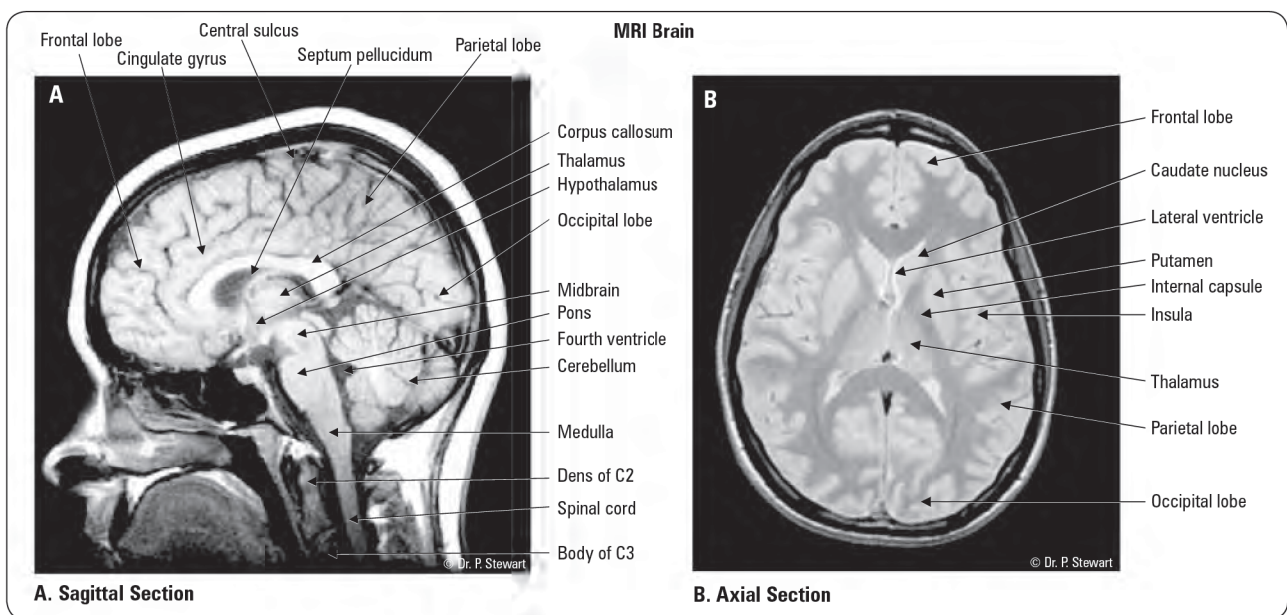 MRI Brain
Frontal lobe
Cingulate gyrus
Central sulcus
Septum pellucidum
Parietal lobe
A
Corpus callosum
Thalamus
Hypothalamus
Occipital lobe
Midbrain
Pons
Fourth ventricle
Cerebellum
Medulla
Dens of C2
Spinal cord
Body of C3
© Dr. P. Stewart
A. Sagittal Section
B
Frontal lobe
Caudate nucleus
Lateral ventricle
Putamen
Internal capsule
Insula
Thalamus
Parietal lobe
Occipital lobe
© Dr. P. Stewart
B. Axial Section